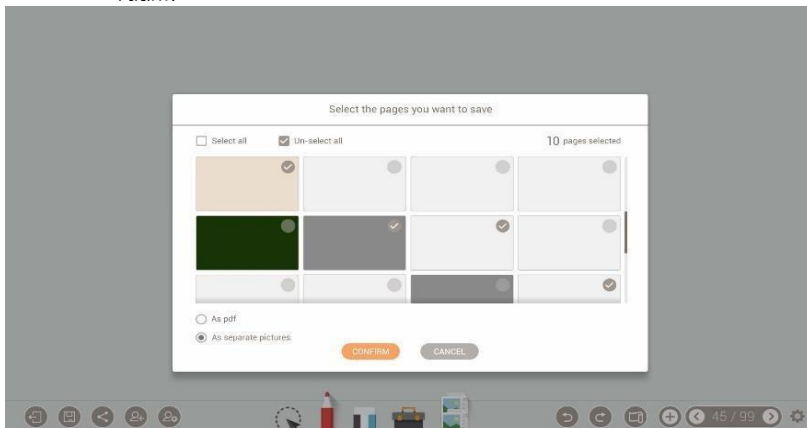 Select the pages you want to save
Select all Un-select all 10 pages selected
As pdf
As separate pictures
CONFIRM CANCEL
45 / 99